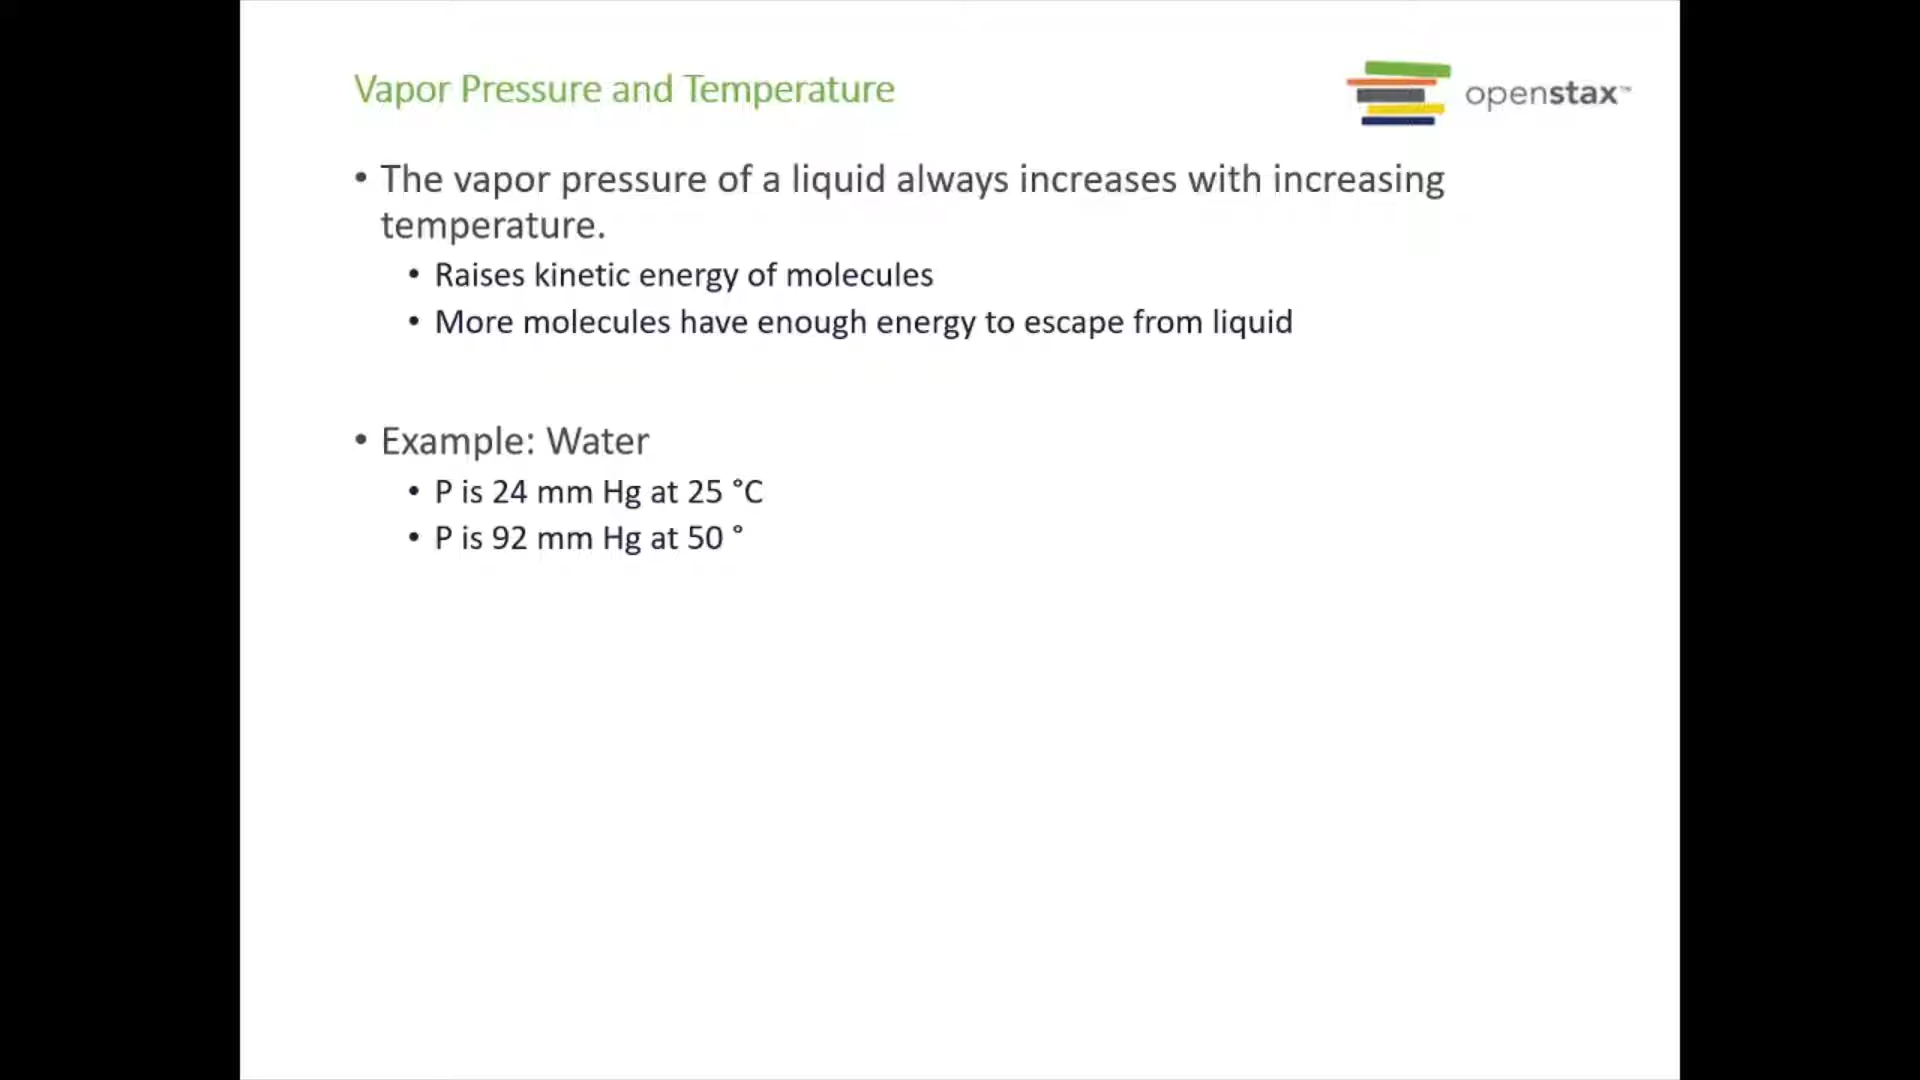 Vapor Pressure and Temperature
openstax™
• The vapor pressure of a liquid always increases with increasing
temperature.
• Raises kinetic energy of molecules
• More molecules have enough energy to escape from liquid
• Example: Water
• P is 24 mm Hg at 25 °C
• P is 92 mm Hg at 50 °